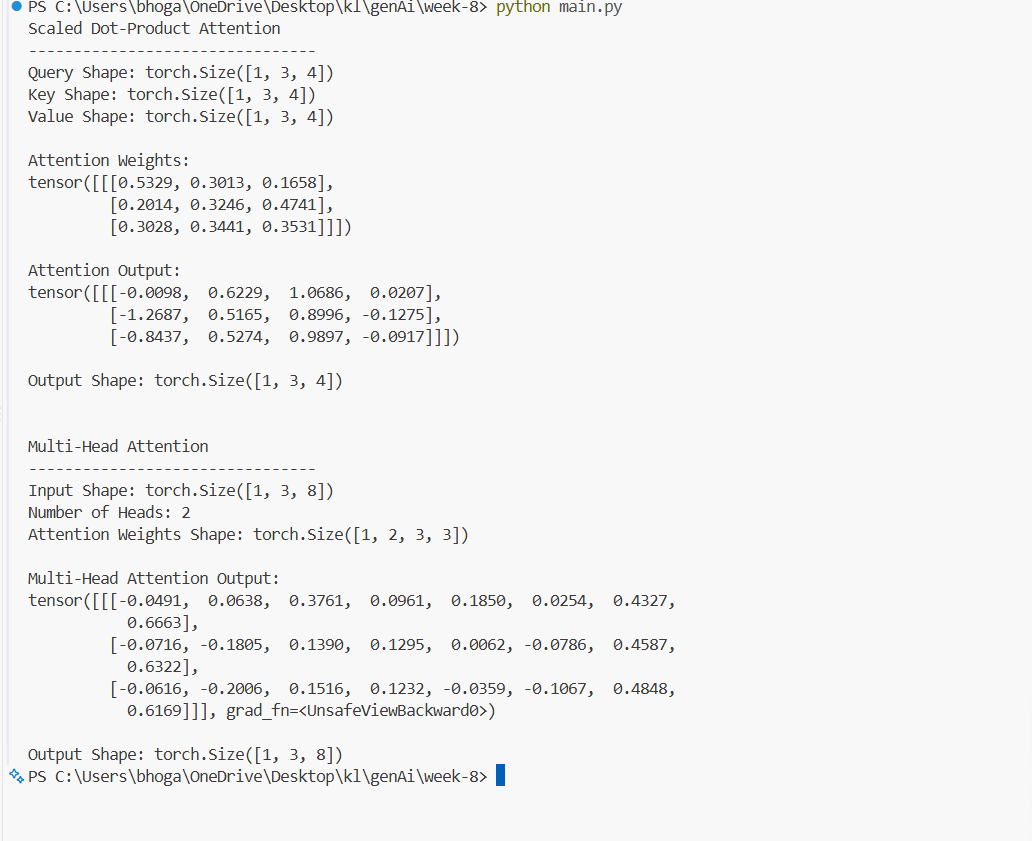 PS C:\Users\bhoga\OneDrive\Desktop\kl\genAi\week-8> python main.py
Scaled Dot-Product Attention
--------------------------------
Query Shape: torch.Size([1, 3, 4])
Key Shape: torch.Size([1, 3, 4])
Value Shape: torch.Size([1, 3, 4])

Attention Weights:
tensor([[[0.5329, 0.3013, 0.1658],
         [0.2014, 0.3246, 0.4741],
         [0.3028, 0.3441, 0.3531]]])

Attention Output:
tensor([[[-0.0098,  0.6229,  1.0686,  0.0207],
         [-1.2687,  0.5165,  0.8996, -0.1275],
         [-0.8437,  0.5274,  0.9897, -0.0917]]])

Output Shape: torch.Size([1, 3, 4])


Multi-Head Attention
--------------------------------
Input Shape: torch.Size([1, 3, 8])
Number of Heads: 2
Attention Weights Shape: torch.Size([1, 2, 3, 3])

Multi-Head Attention Output:
tensor([[[-0.0491,  0.0638,  0.3761,  0.0961,  0.1850,  0.0254,  0.4327,
           0.6663],
         [-0.0716, -0.1805,  0.1390,  0.1295,  0.0062, -0.0786,  0.4587,
           0.6322],
         [-0.0616, -0.2006,  0.1516,  0.1232, -0.0359, -0.1067,  0.4848,
           0.6169]]], grad_fn=<UnsafeViewBackward0>)

Output Shape: torch.Size([1, 3, 8])
PS C:\Users\bhoga\OneDrive\Desktop\kl\genAi\week-8>